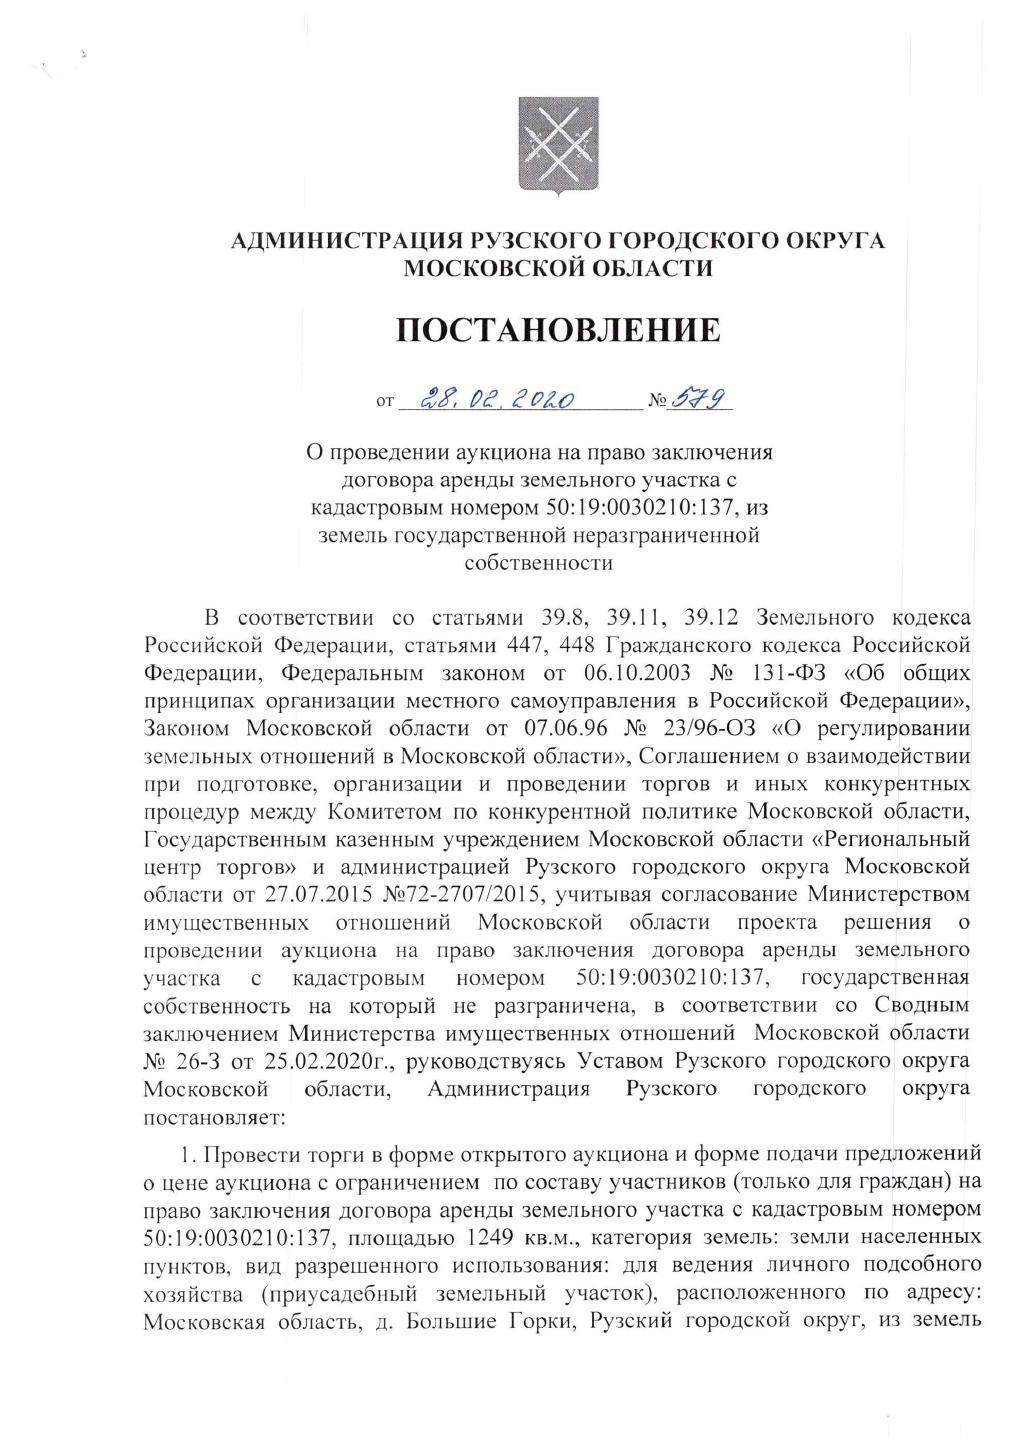 АДМИНИСТРАЦИЯ РУЗСКОГО ГОРОДСКОГО ОКРУГА
МОСКОВСКОЙ ОБЛАСТИ
ПОСТАНОВЛЕНИЕ
от 28.02.2020 № 579
О проведении аукциона на право заключения
договора аренды земельного участка с
кадастровым номером 50:19:0030210:137, из
земель государственной неразграниченной
собственности
В соответствии со статьями 39.8, 39.11, 39.12 Земельного кодекса
Российской Федерации, статьями 447, 448 Гражданского кодекса Российской
Федерации, Федеральным законом от 06.10.2003 № 131-ФЗ «Об общих
принципах организации местного самоуправления в Российской Федерации»,
Законом Московской области от 07.06.96 № 23/96-ОЗ «О регулировании
земельных отношений в Московской области», Соглашением о взаимодействии
при подготовке, организации и проведении торгов и иных конкурентных
процедур между Комитетом по конкурентной политике Московской области,
Государственным казенным учреждением Московской области «Региональный
центр торгов» и администрацией Рузского городского округа Московской
области от 27.07.2015 №72-2707/2015, учитывая согласование Министерством
имущественных отношений Московской области проекта решения о
проведении аукциона на право заключения договора аренды земельного
участка с кадастровым номером 50:19:0030210:137, государственная
собственность на который не разграничена, в соответствии со Сводным
заключением Министерства имущественных отношений Московской области
№ 26-З от 25.02.2020г., руководствуясь Уставом Рузского городского округа
Московской области, Администрация Рузского городского округа
постановляет:
1. Провести торги в форме открытого аукциона и форме подачи предложений
о цене аукциона с ограничением по составу участников (только для граждан) на
право заключения договора аренды земельного участка с кадастровым номером
50:19:0030210:137, площадью 1249 кв.м., категория земель: земли населенных
пунктов, вид разрешенного использования: для ведения личного подсобного
хозяйства (приусадебный земельный участок), расположенного по адресу:
Московская область, д. Большие Горки, Рузский городской округ, из земель